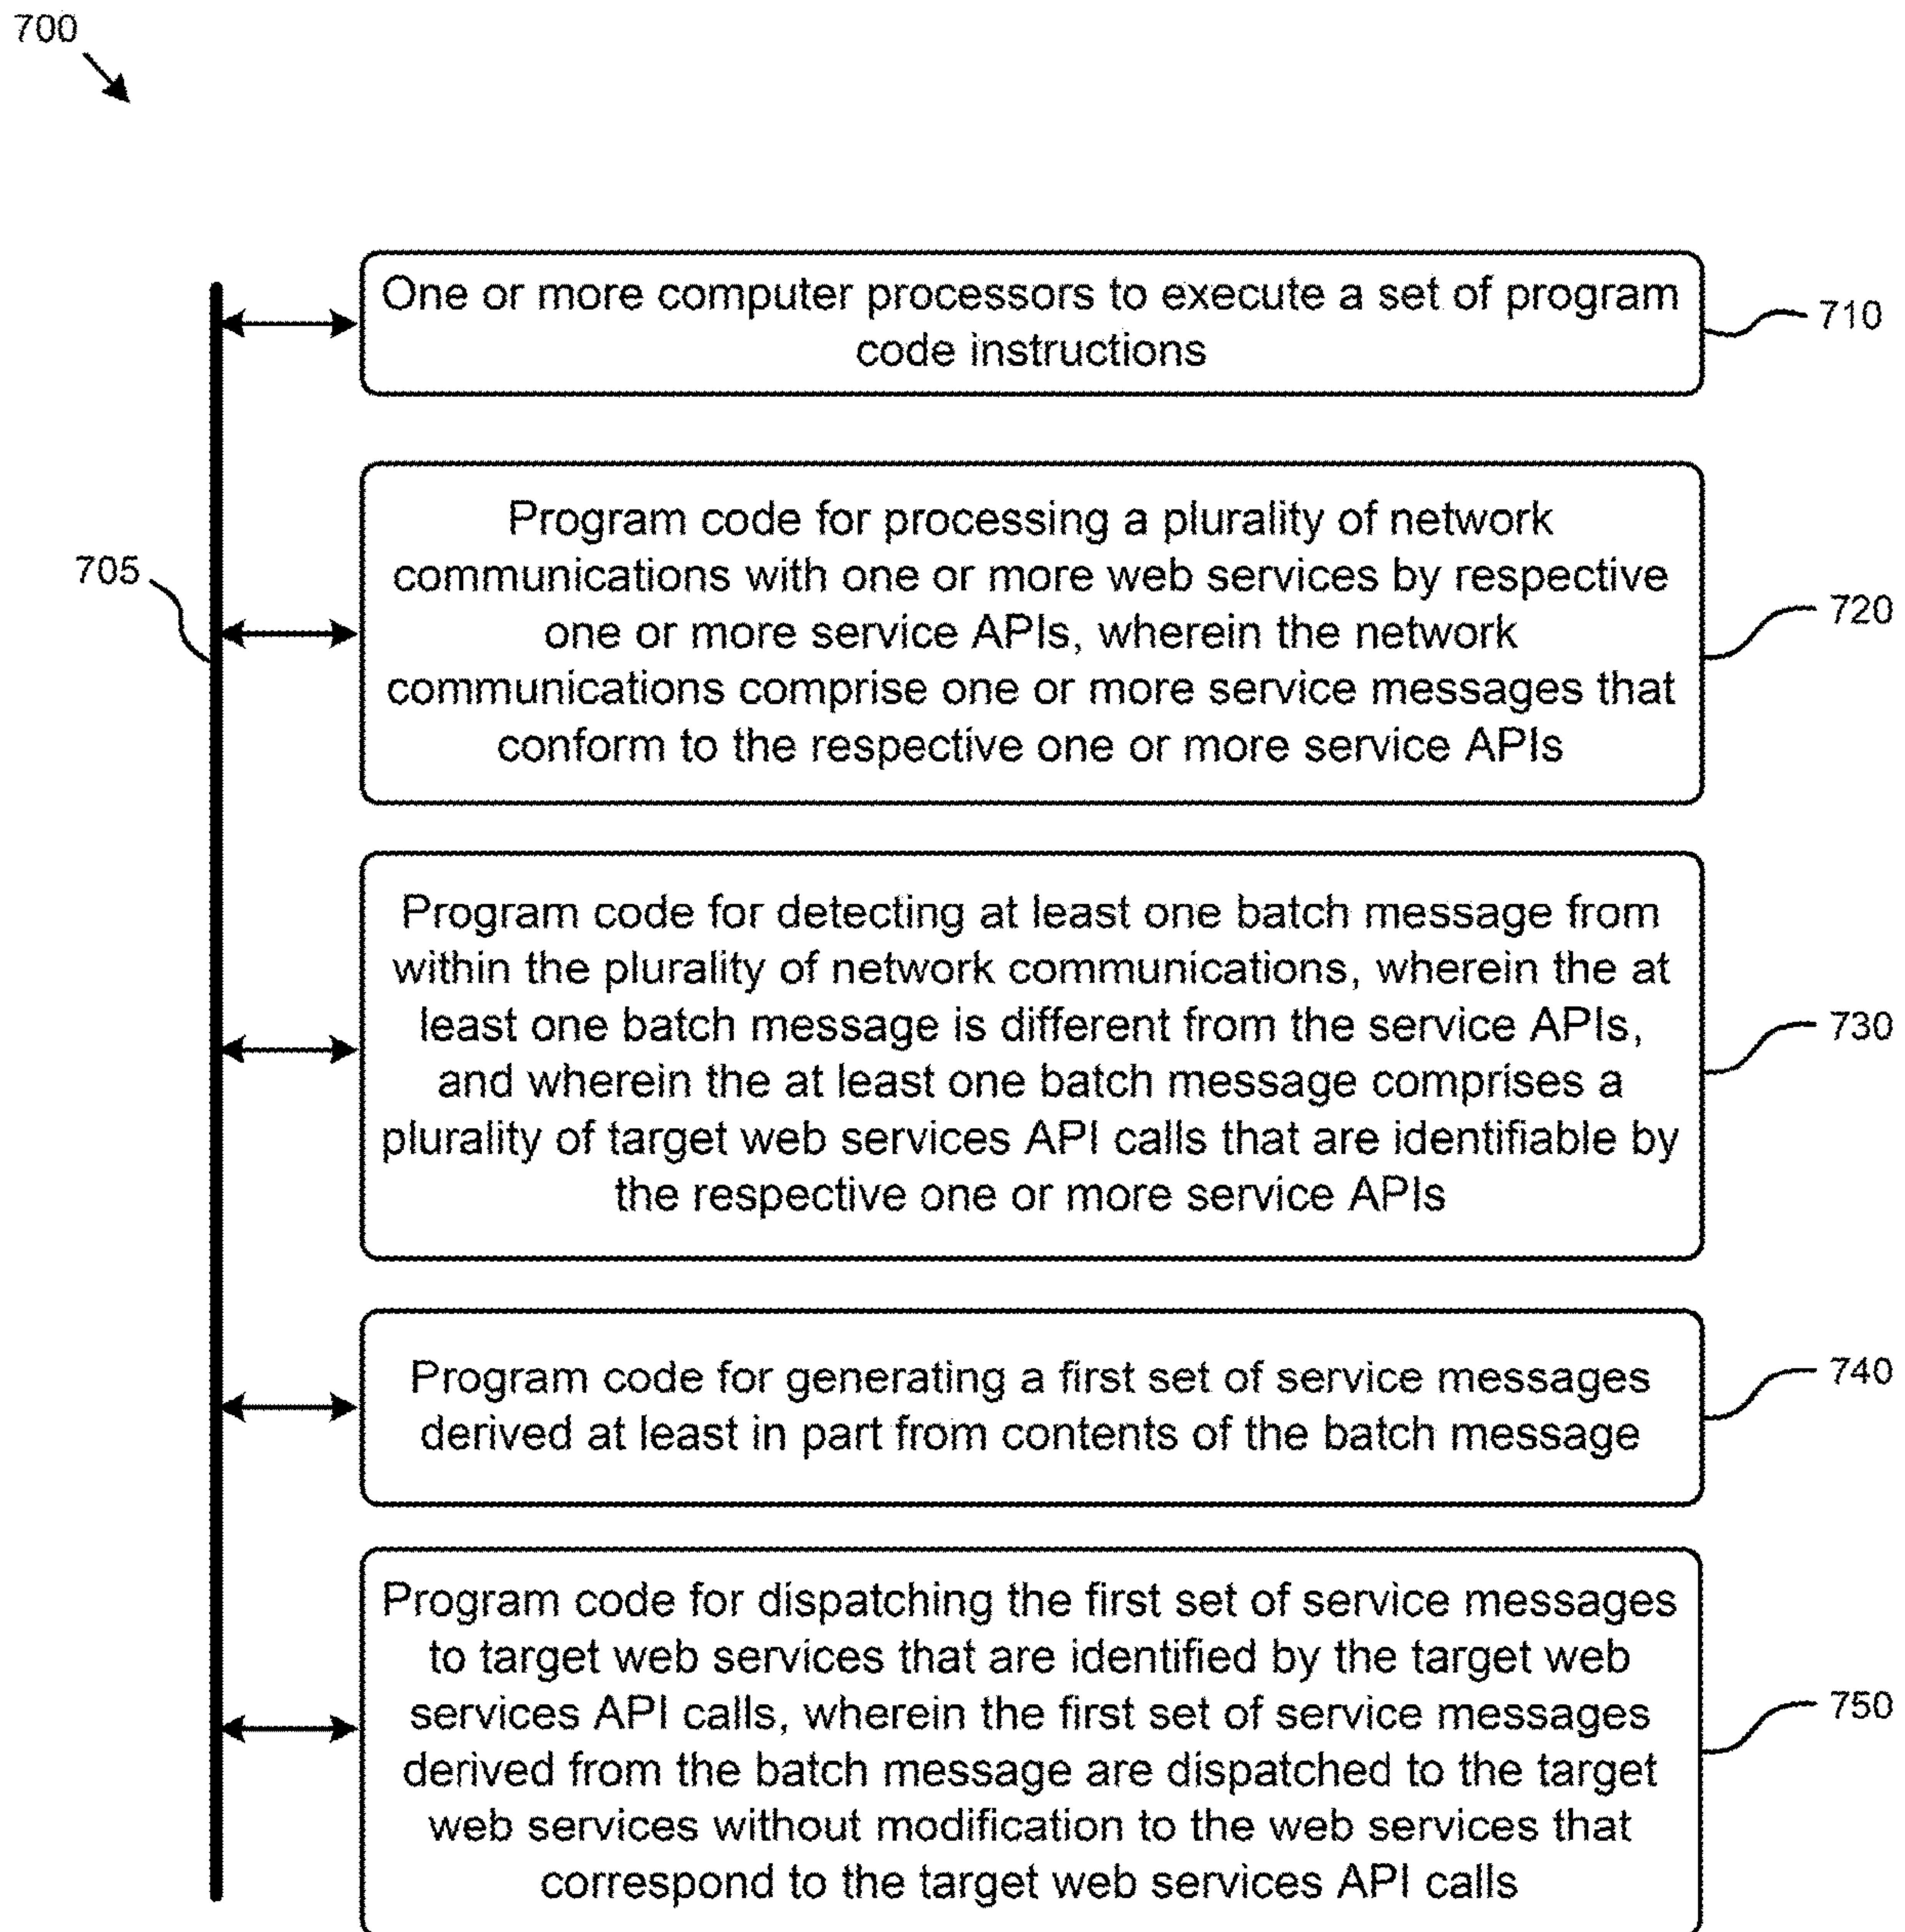 700
One or more computer processors to execute a set of program
code instructions
710
Program code for processing a plurality of network
communications with one or more web services by respective
one or more service APIs, wherein the network
communications comprise one or more service messages that
conform to the respective one or more service APIs
705
720
Program code for detecting at least one batch message from
within the plurality of network communications, wherein the at
least one batch message is different from the service APIs,
and wherein the at least one batch message comprises a
plurality of target web services API calls that are identifiable by
the respective one or more service APIs
730
Program code for generating a first set of service messages
derived at least in part from contents of the batch message
740
Program code for dispatching the first set of service messages
to target web services that are identified by the target web
services API calls, wherein the first set of service messages
derived from the batch message are dispatched to the target
web services without modification to the web services that
correspond to the target web services API calls
750